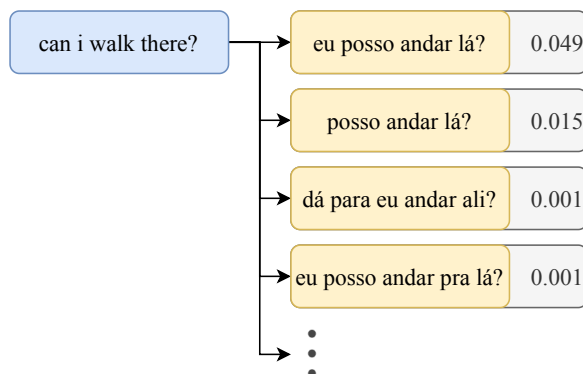 can i walk there?
eu posso andar lá? 0.049
posso andar lá? 0.015
dá para eu andar ali? 0.001
eu posso andar pra lá? 0.001